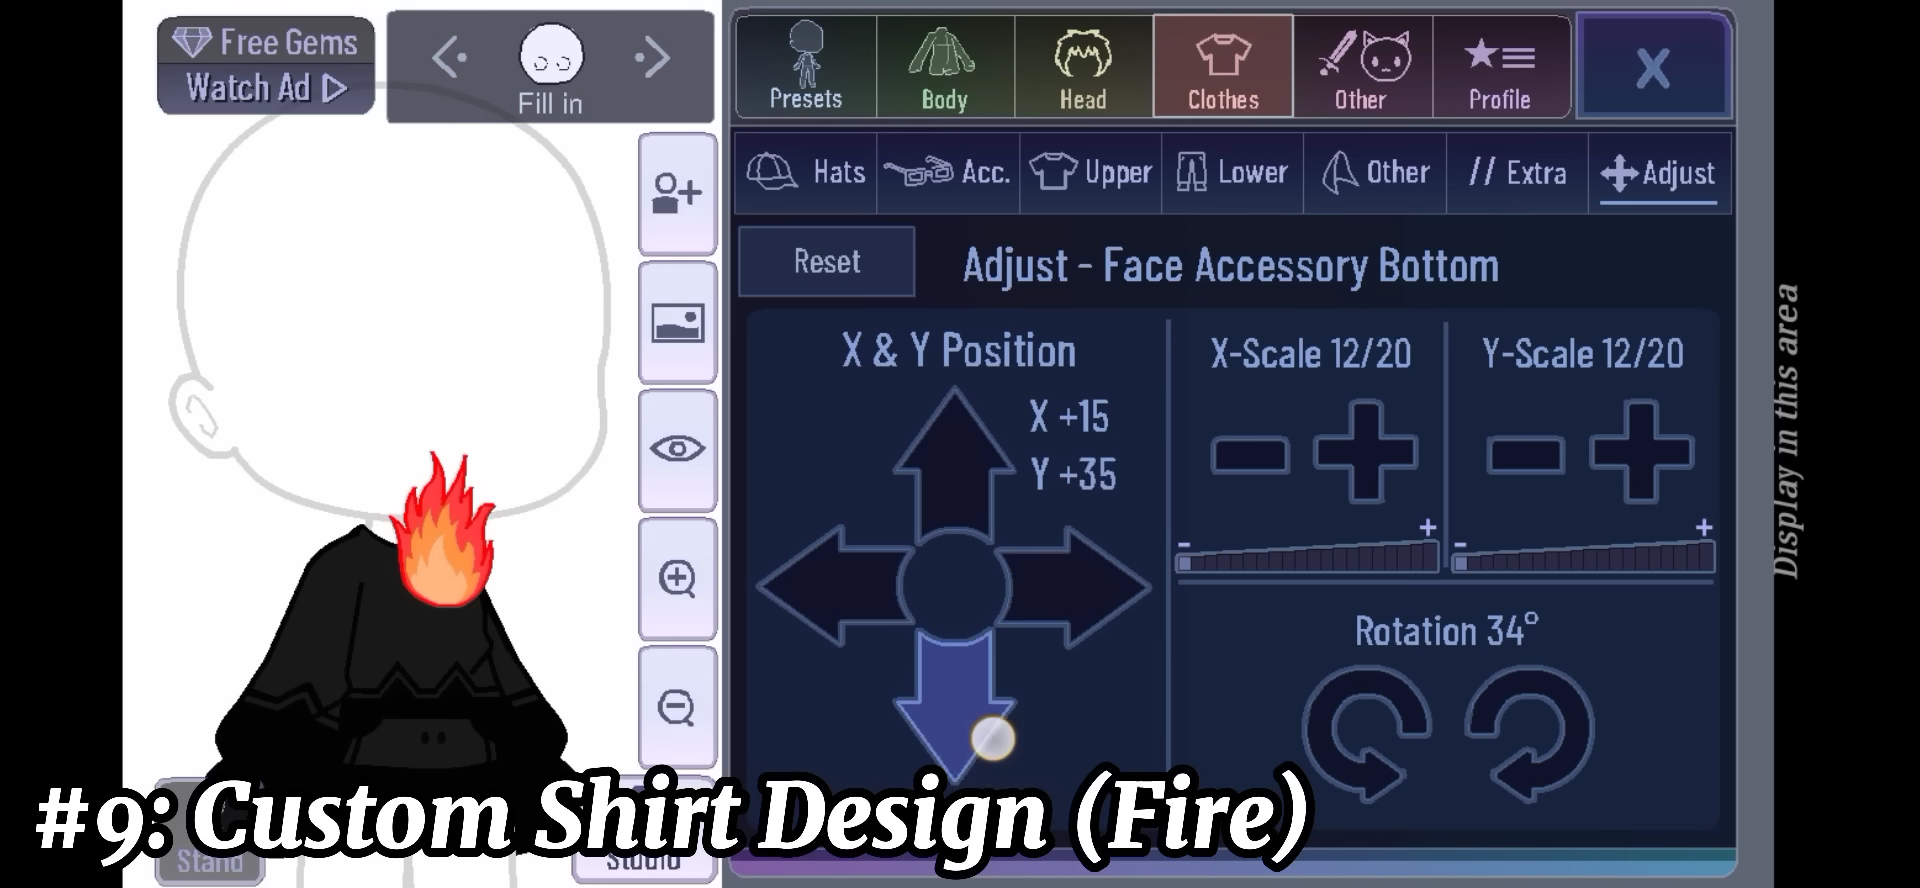 Free Gems
Watch Ad
Fill in
Presets
Body
Head
Clothes
Other
Profile
X
Hats
Acc.
Upper
Lower
Other
Extra
Adjust
Reset
Adjust - Face Accessory Bottom
X & Y Position
X +15
Y +35
X-Scale 12/20
Y-Scale 12/20
- +
- +
Rotation 34°
Display in this area
#9: Custom Shirt Design (Fire)
Stand
Studio